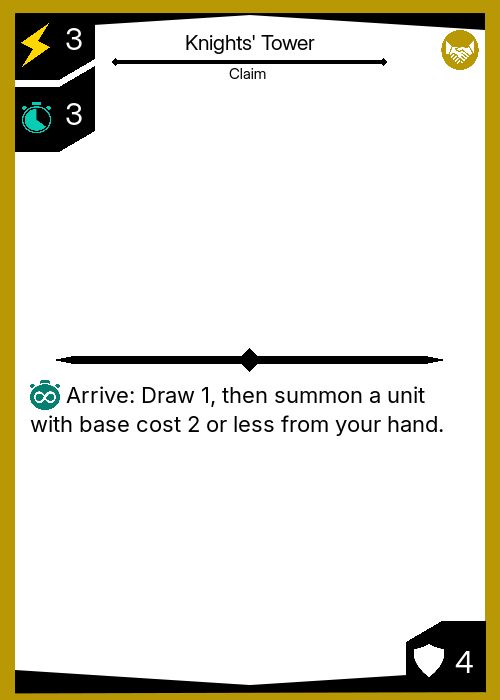 3
Knights' Tower
Claim
3
Arrive: Draw 1, then summon a unit
with base cost 2 or less from your hand.
4